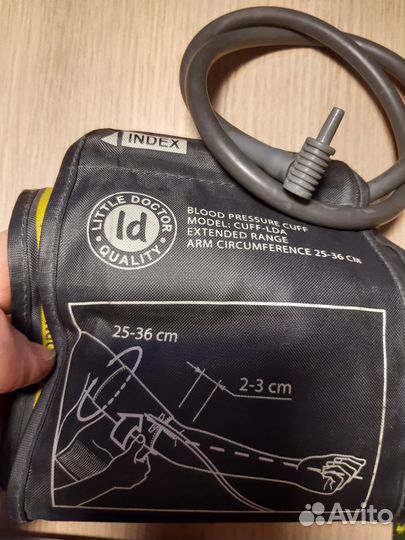 INDEX
LITTLE DOCTOR
ld
QUALITY
BLOOD PRESSURE CUFF
MODEL: CUFF-LDA
EXTENDED RANGE
ARM CIRCUMFERENCE 25-36 CM
25-36 cm
2-3 cm
Avito